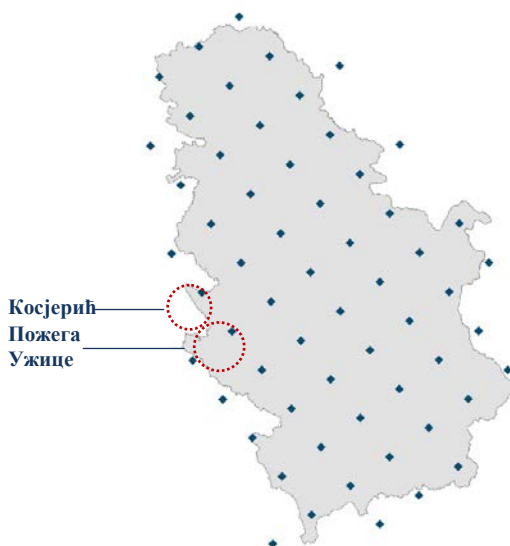 Косјерић
Пожега
Ужице